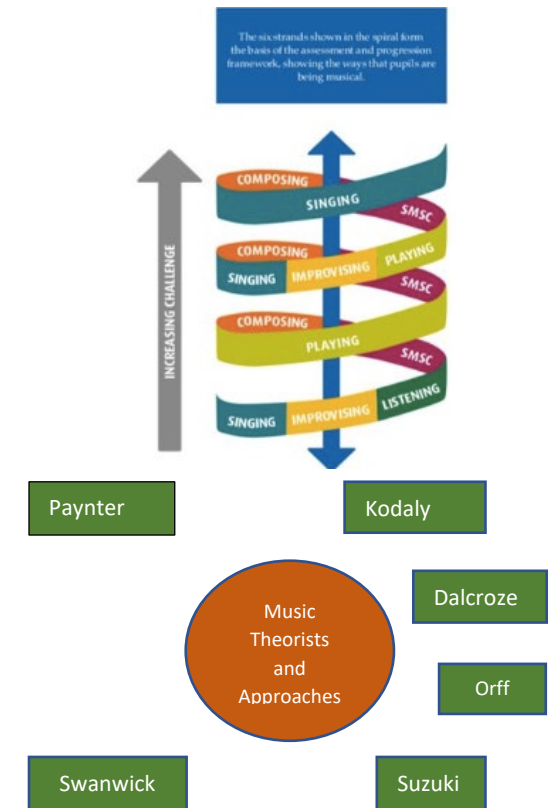 The six strands shown in the spiral form
the basis of the assessment and progression
framework, showing the ways that pupils are
being musical.
INCREASING CHALLENGE
COMPOSING
SINGING
SMSC
COMPOSING
SINGING IMPROVISING PLAYING
SMSC
COMPOSING
PLAYING
SMSC
SINGING IMPROVISING LISTENING
Paynter
Kodaly
Dalcroze
Music
Theorists
and
Approaches
Orff
Swanwick
Suzuki